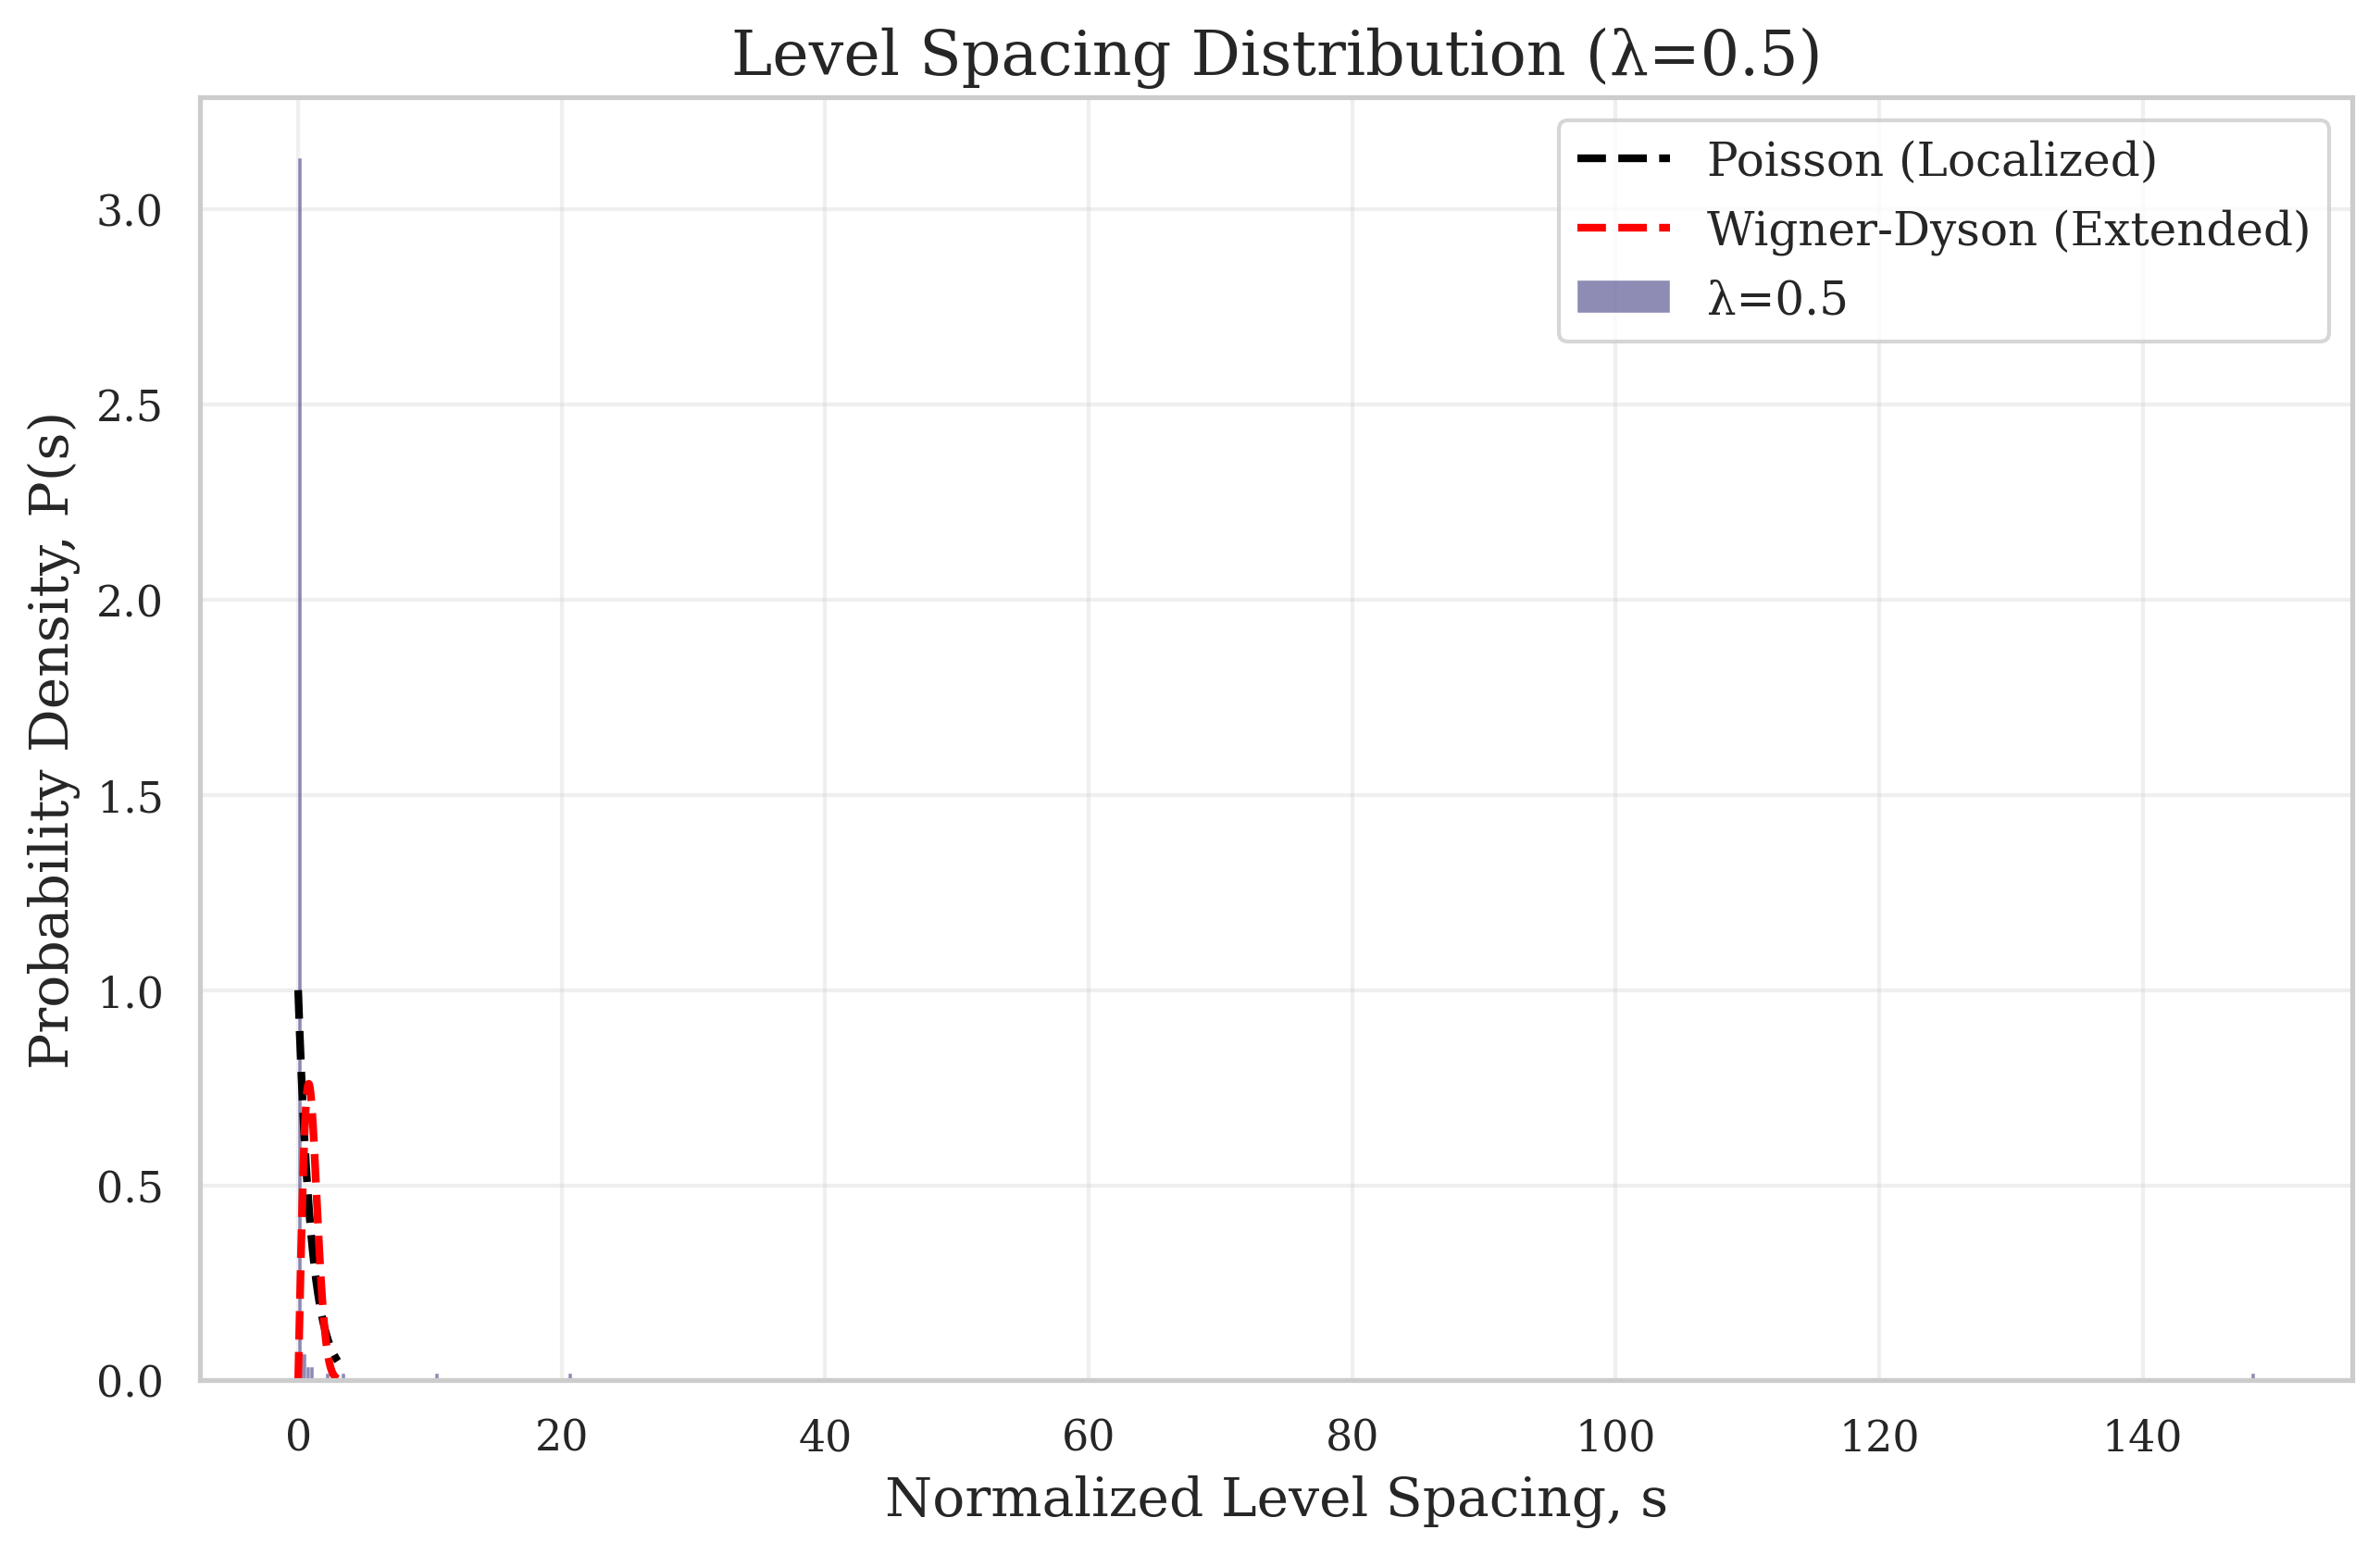 Level Spacing Distribution (λ=0.5)
Poisson (Localized)
Wigner-Dyson (Extended)
λ=0.5
Probability Density, P(s)
3.0
2.5
2.0
1.5
1.0
0.5
0.0
0 20 40 60 80 100 120 140
Normalized Level Spacing, s